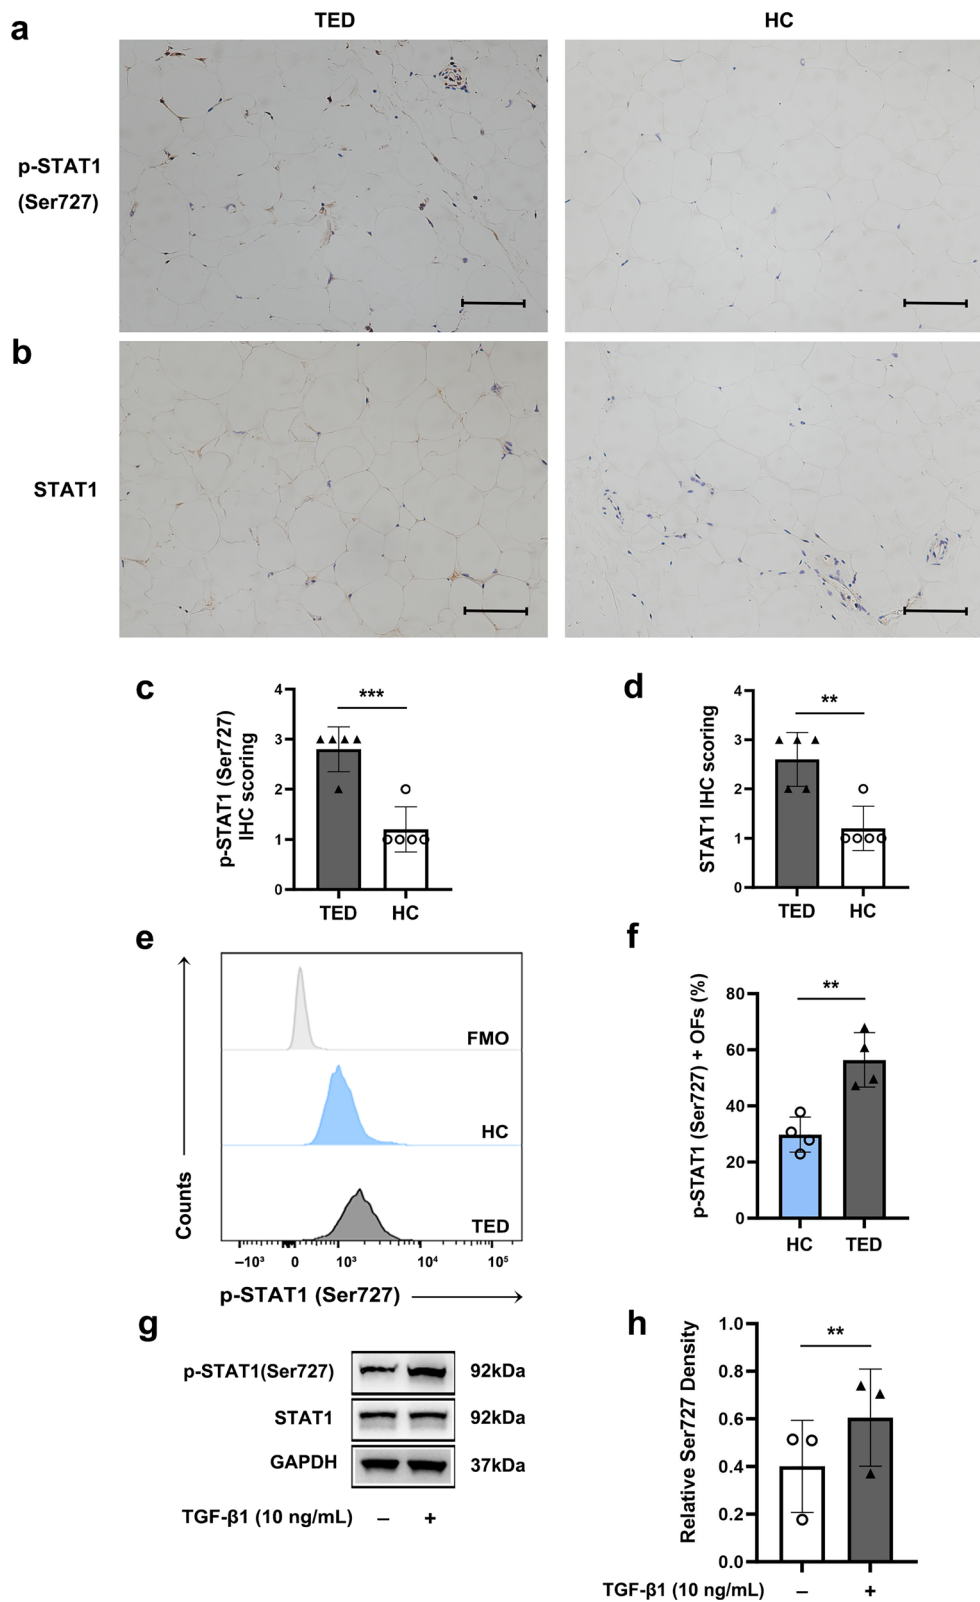 a
TED
HC
p-STAT1
(Ser727)
b
STAT1
c
p-STAT1 (Ser727)
IHC scoring
4
3
2
1
0
***
TED
HC
d
STAT1 IHC scoring
4
3
2
1
0
**
TED
HC
e
Counts
FMO
HC
TED
−10³
0
10³
10⁴
10⁵
p-STAT1 (Ser727)
f
p-STAT1 (Ser727) + OFs (%)
80
60
40
20
0
**
HC
TED
g
p-STAT1(Ser727)
92kDa
STAT1
92kDa
GAPDH
37kDa
TGF-β1 (10 ng/mL)
−
+
h
Relative Ser727 Density
1.0
0.8
0.6
0.4
0.2
0.0
**
TGF-β1 (10 ng/mL)
−
+